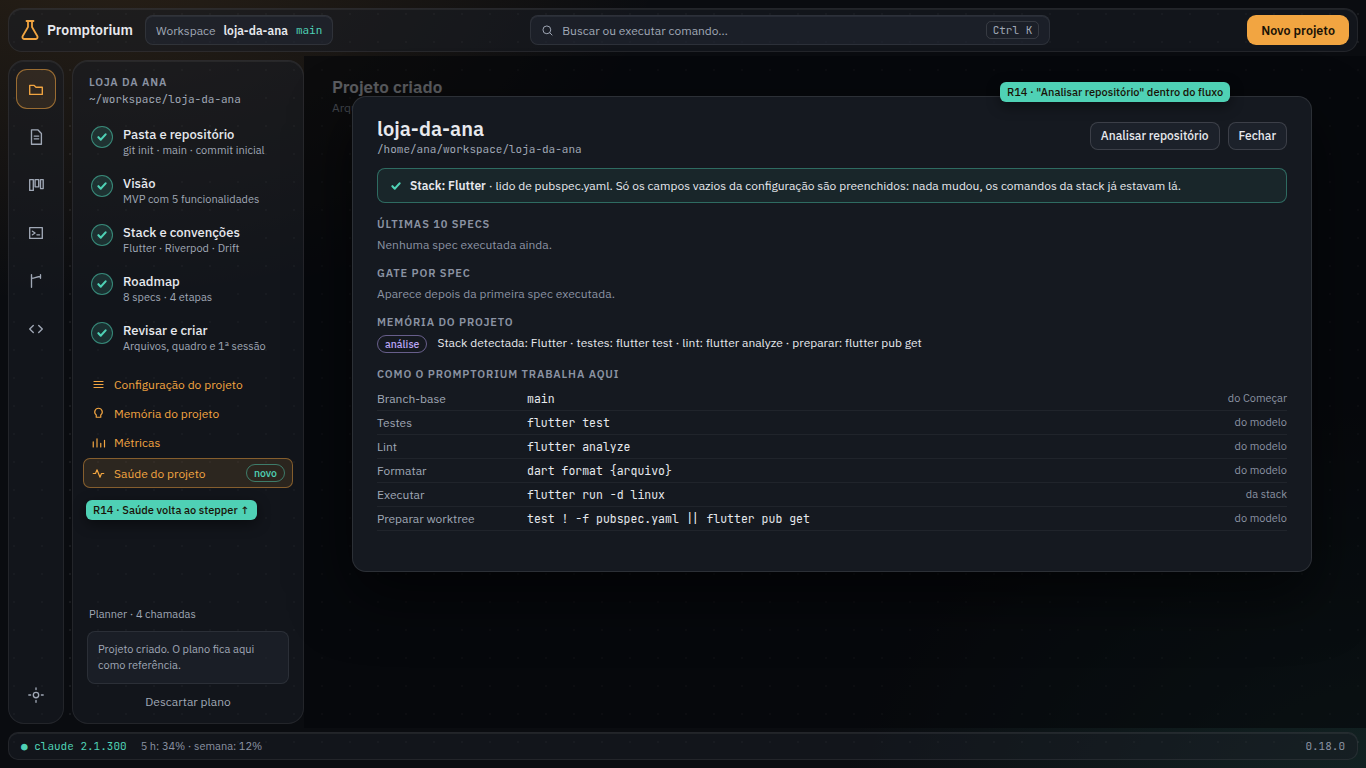 Promptorium
Workspace loja-da-ana main
Buscar ou executar comando...
Ctrl K
Novo projeto
LOJA DA ANA
~/workspace/loja-da-ana
Pasta e repositório
git init · main · commit inicial
Visão
MVP com 5 funcionalidades
Stack e convenções
Flutter · Riverpod · Drift
Roadmap
8 specs · 4 etapas
Revisar e criar
Arquivos, quadro e 1ª sessão
Configuração do projeto
Memória do projeto
Métricas
Saúde do projeto novo
R14 · Saúde volta ao stepper ↑
Planner · 4 chamadas
Projeto criado. O plano fica aqui
como referência.
Descartar plano
Projeto criado
Arq
R14 · "Analisar repositório" dentro do fluxo
loja-da-ana
/home/ana/workspace/loja-da-ana
Analisar repositório
Fechar
Stack: Flutter · lido de pubspec.yaml. Só os campos vazios da configuração são preenchidos: nada mudou, os comandos da stack já estavam lá.
ÚLTIMAS 10 SPECS
Nenhuma spec executada ainda.
GATE POR SPEC
Aparece depois da primeira spec executada.
MEMÓRIA DO PROJETO
análise Stack detectada: Flutter · testes: flutter test · lint: flutter analyze · preparar: flutter pub get
COMO O PROMPTORIUM TRABALHA AQUI
Branch-base main do Começar
Testes flutter test do modelo
Lint flutter analyze do modelo
Formatar dart format {arquivo} do modelo
Executar flutter run -d linux da stack
Preparar worktree test ! -f pubspec.yaml || flutter pub get do modelo
claude 2.1.300 5 h: 34% · semana: 12%
0.18.0